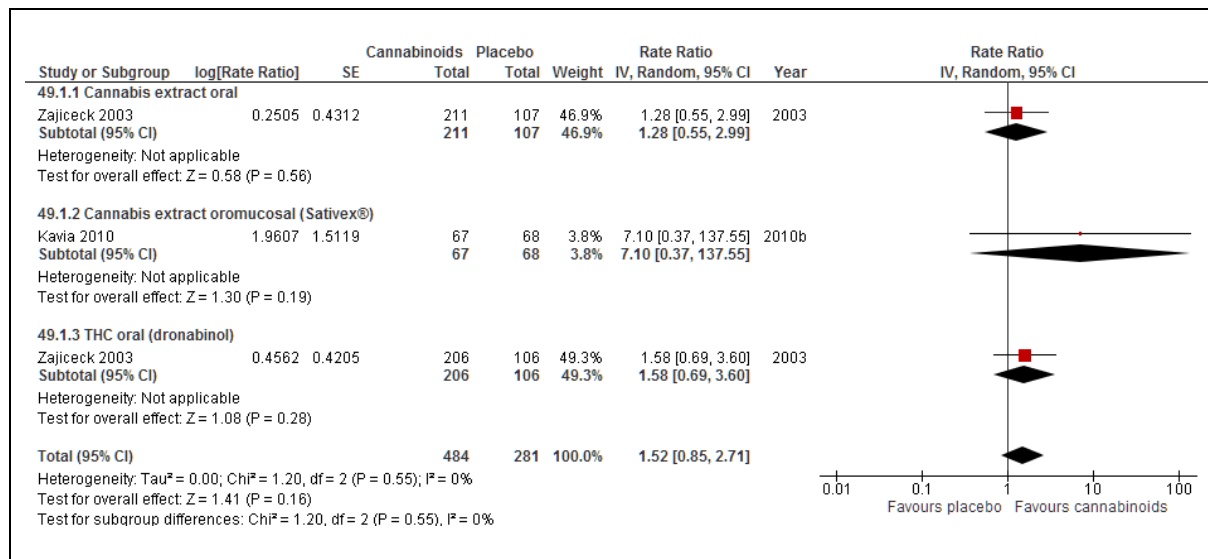 Cannabinoids Placebo Rate Ratio Rate Ratio
Study or Subgroup log[Rate Ratio] SE Total Total Weight IV, Random, 95% CI Year IV, Random, 95% CI
49.1.1 Cannabis extract oral
Zajiceck 2003 0.2505 0.4312 211 107 46.9% 1.28 [0.55, 2.99] 2003
Subtotal (95% CI) 211 107 46.9% 1.28 [0.55, 2.99]
Heterogeneity: Not applicable
Test for overall effect: Z = 0.58 (P = 0.56)
49.1.2 Cannabis extract oromucosal (Sativex®)
Kavia 2010 1.9607 1.5119 67 68 3.8% 7.10 [0.37, 137.55] 2010b
Subtotal (95% CI) 67 68 3.8% 7.10 [0.37, 137.55]
Heterogeneity: Not applicable
Test for overall effect: Z = 1.30 (P = 0.19)
49.1.3 THC oral (dronabinol)
Zajiceck 2003 0.4562 0.4205 206 106 49.3% 1.58 [0.69, 3.60] 2003
Subtotal (95% CI) 206 106 49.3% 1.58 [0.69, 3.60]
Heterogeneity: Not applicable
Test for overall effect: Z = 1.08 (P = 0.28)
Total (95% CI) 484 281 100.0% 1.52 [0.85, 2.71]
Heterogeneity: Tau² = 0.00; Chi² = 1.20, df = 2 (P = 0.55); I² = 0%
Test for overall effect: Z = 1.41 (P = 0.16)
Test for subgroup differences: Chi² = 1.20, df = 2 (P = 0.55), I² = 0%
0.01 0.1 1 10 100
Favours placebo Favours cannabinoids